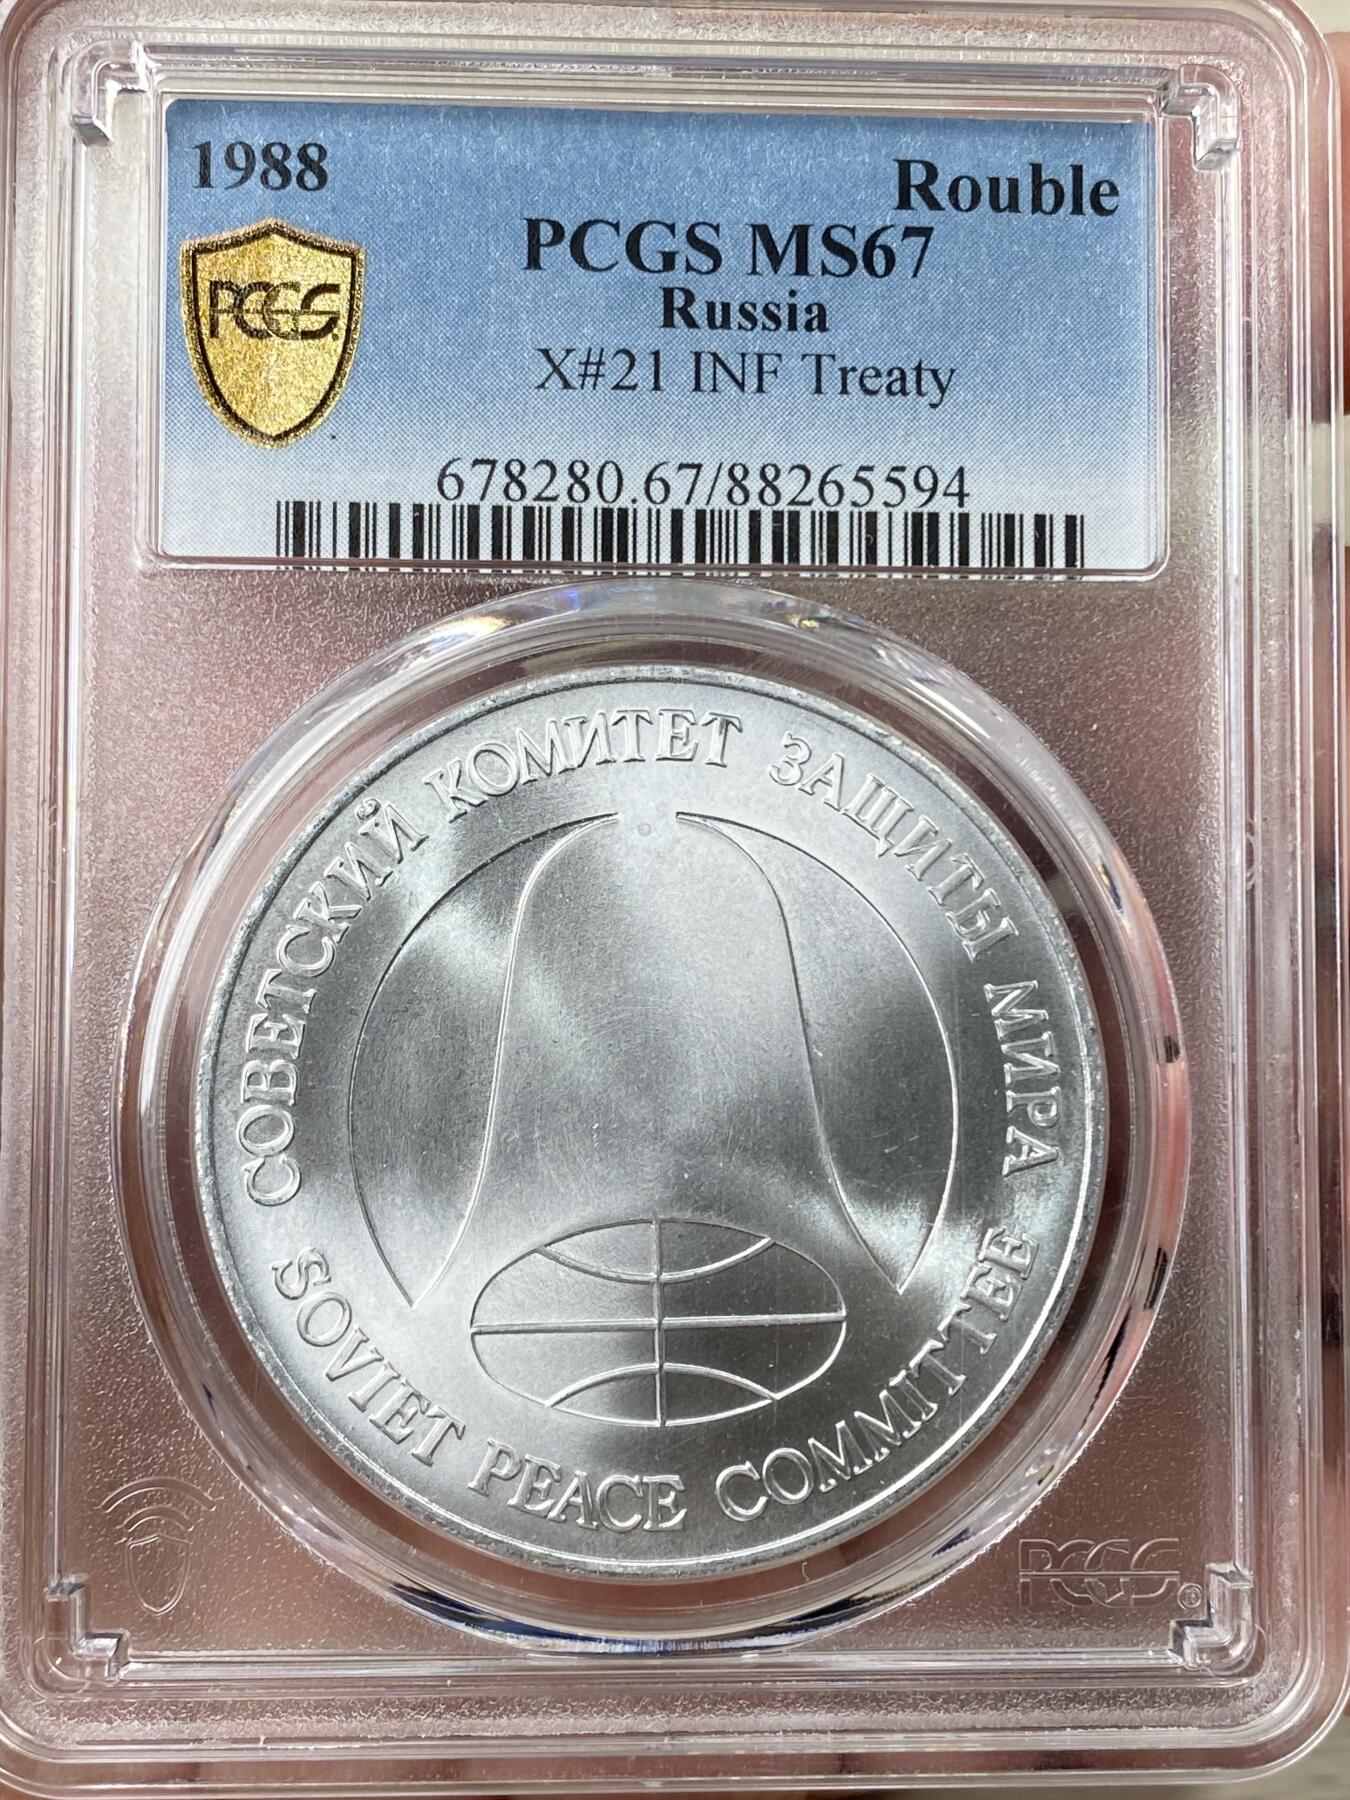 1988
Rouble
PCGS MS67
Russia
PCGS
X#21 INF Treaty
678280.67/88265594
СОВЕТСКИЙ КОМИТЕТ ЗАЩИТЫ МИРА
SOVIET PEACE COMMITTEE
PCGS®